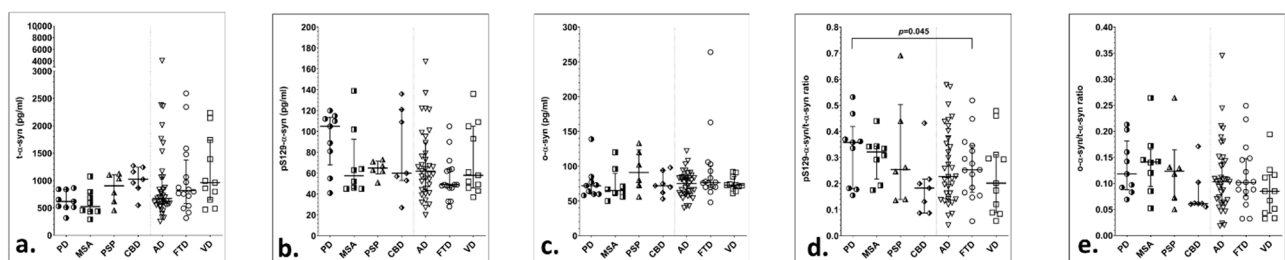 t-α-syn (pg/ml)
10000
8000
6000
4000
3000
2500
2000
1500
1000
500
0
PD MSA PSP CBD AD FTD VD
a.
pS129-α-syn (pg/ml)
200
180
160
140
120
100
80
60
40
20
0
PD MSA PSP CBD AD FTD VD
b.
o-α-syn (pg/ml)
300
250
200
150
100
50
0
PD MSA PSP CBD AD FTD VD
c.
pS129-α-syn/t-α-syn ratio
0.8
0.7
0.6
0.5
0.4
0.3
0.2
0.1
0.0
p=0.045
PD MSA PSP CBD AD FTD VD
d.
o-α-syn/t-α-syn ratio
0.40
0.35
0.30
0.25
0.20
0.15
0.10
0.05
0.00
PD MSA PSP CBD AD FTD VD
e.